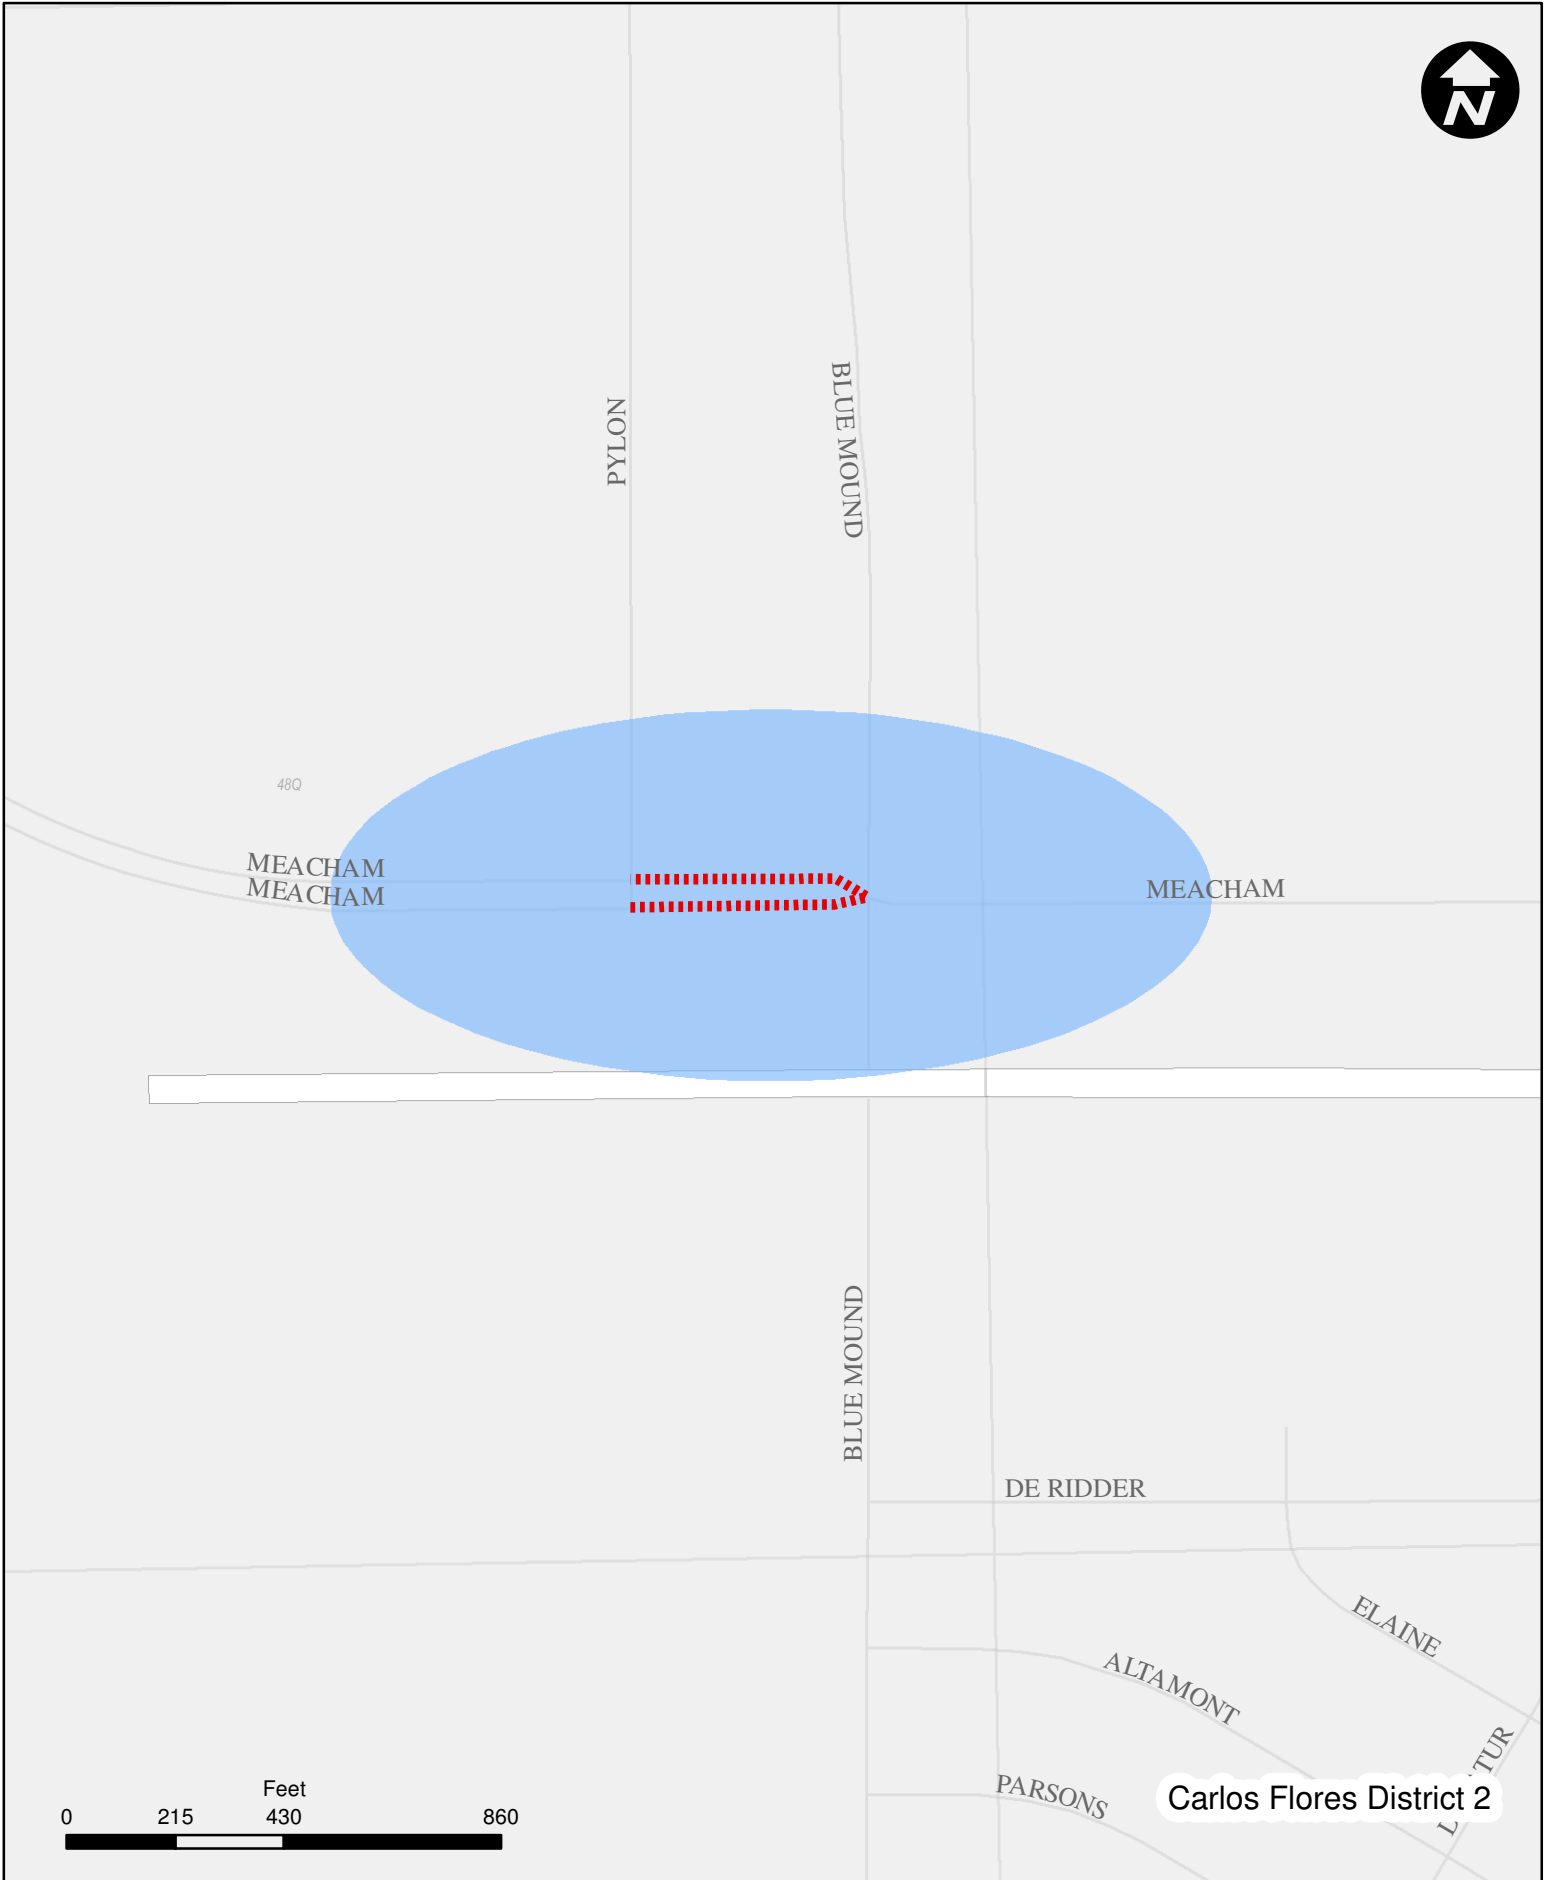 N
PYLON
BLUE MOUND
48Q
MEACHAM
MEACHAM
MEACHAM
BLUE MOUND
DE RIDDER
ELAINE
ALTAMONT
PARSONS
Carlos Flores District 2
Feet
0 215 430 860